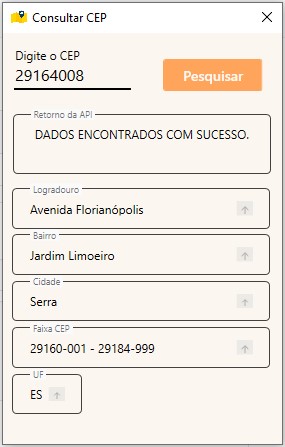 Consultar CEP
Digite o CEP
29164008
Pesquisar
Retorno da API
DADOS ENCONTRADOS COM SUCESSO.
Logradouro
Avenida Florianópolis
Bairro
Jardim Limoeiro
Cidade
Serra
Faixa CEP
29160-001 - 29184-999
UF
ES